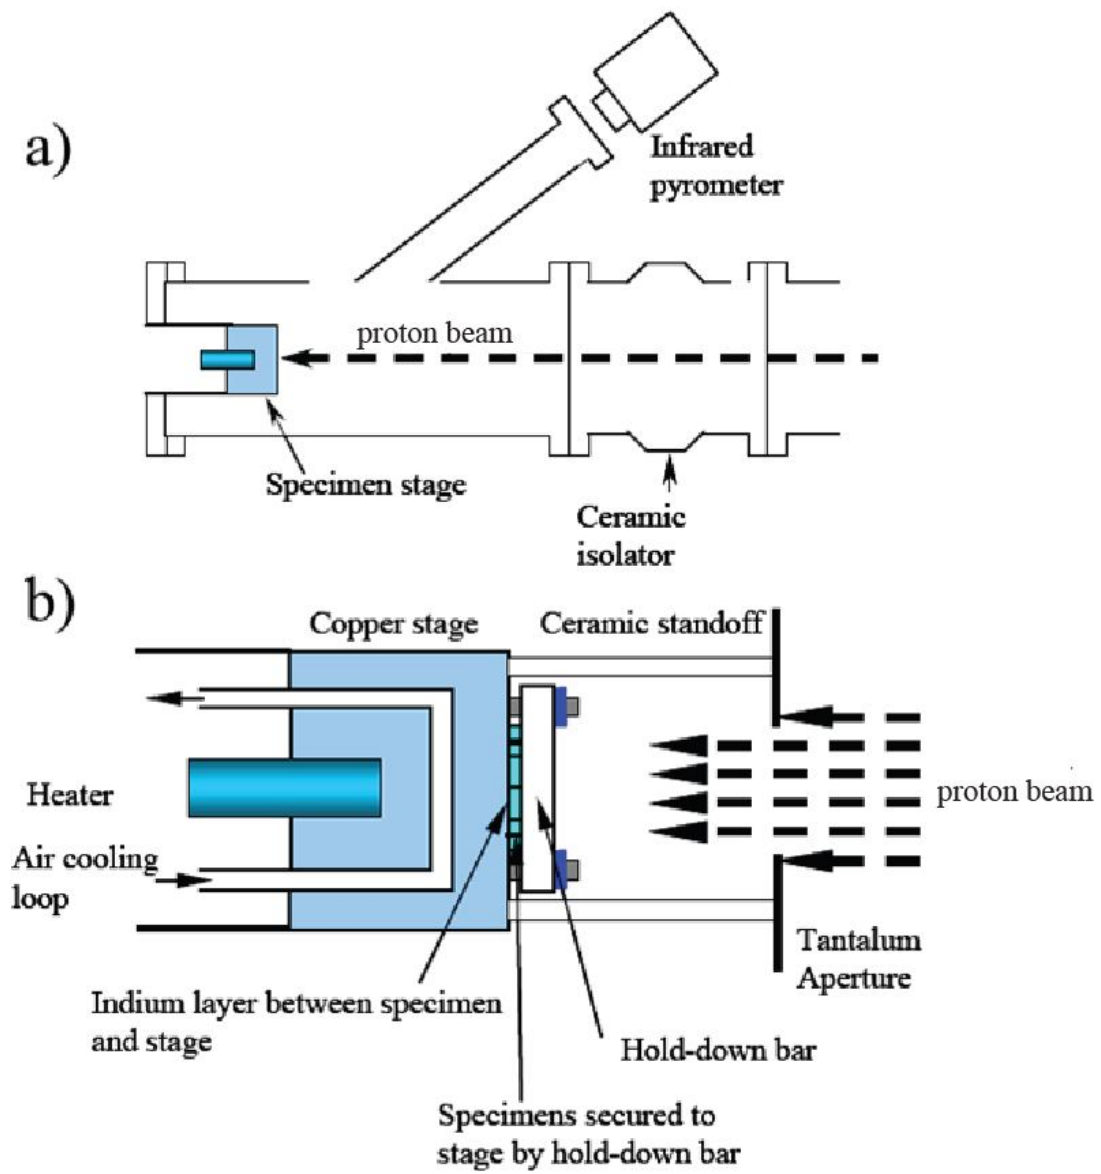 a)
Infrared
pyrometer
proton beam
Specimen stage
Ceramic
isolator
b)
Copper stage
Ceramic standoff
Heater
proton beam
Air cooling
loop
Tantalum
Aperture
Indium layer between specimen
and stage
Hold-down bar
Specimens secured to
stage by hold-down bar